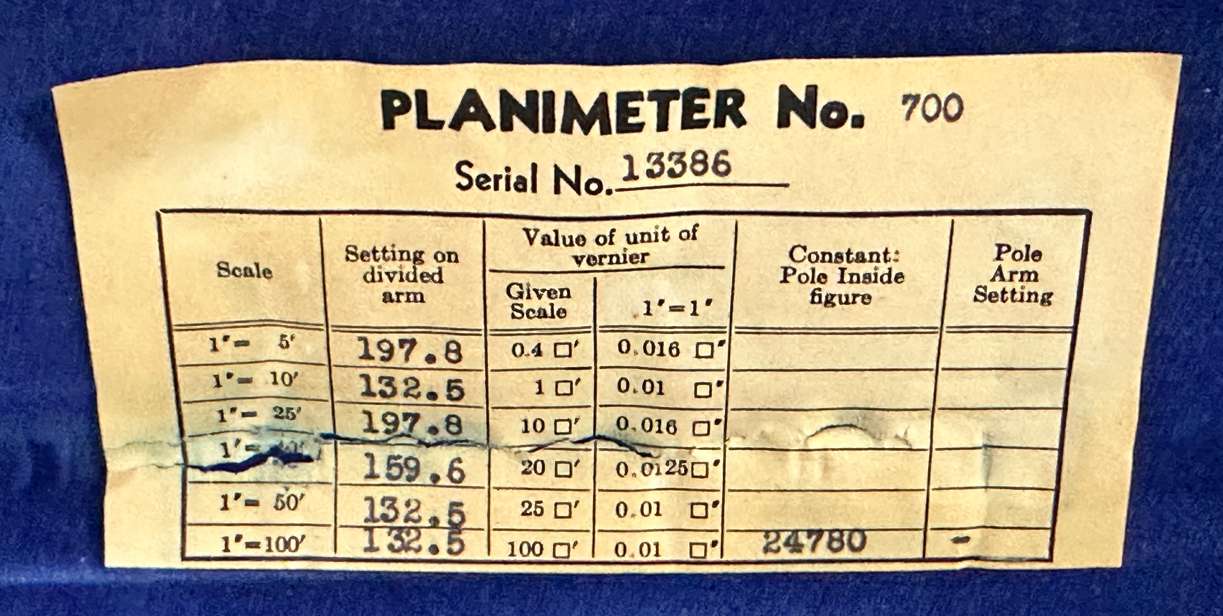 PLANIMETER No. 700
Serial No. 13386
Scale
Setting on
divided
arm
Value of unit of
vernier
Given
Scale
1"=1"
Constant:
Pole Inside
figure
Pole
Arm
Setting
1"= 5' 197.8 0.4 □' 0.016 □"
1"= 10' 132.5 1 □' 0.01 □"
1"= 25' 197.8 10 □' 0.016 □"
1"= 159.6 20 □' 0.0125□"
1"= 50' 132.5 25 □' 0.01 □"
1"=100' 132.5 100 □' 0.01 □" 24780 -